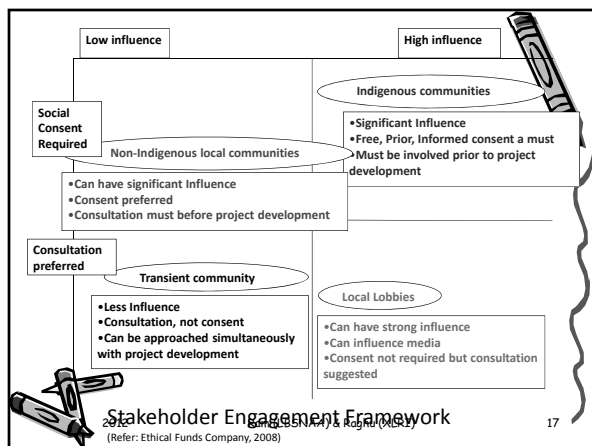 Low influence
High influence
Indigenous communities
Social
Consent
Required
•Significant Influence
•Free, Prior, Informed consent a must
•Must be involved prior to project
development
Non-Indigenous local communities
•Can have significant Influence
•Consent preferred
•Consultation must before project development
Consultation
preferred
Transient community
•Less Influence
•Consultation, not consent
•Can be approached simultaneously
with project development
Local Lobbies
•Can have strong influence
•Can influence media
•Consent not required but consultation
suggested
Stakeholder Engagement Framework
2012
& Raghu (XLRI)
17
(Refer: Ethical Funds Company, 2008)